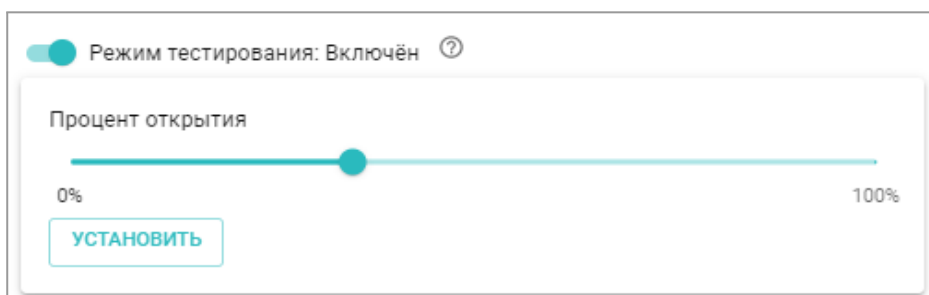 Режим тестирования: Включён
Процент открытия
0% 100%
УСТАНОВИТЬ